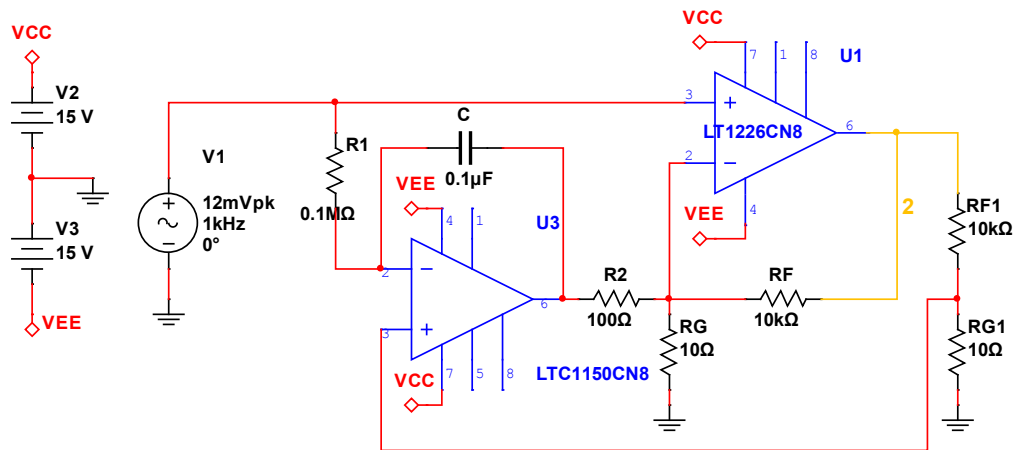 VCC
V2
15 V
V3
15 V
VEE
V1
12mVpk
1kHz
0°
R1
0.1MΩ
C
0.1µF
VEE
4
1
U3
2
6
3
7
5
8
VCC
LTC1150CN8
R2
100Ω
RG
10Ω
RF
10kΩ
VCC
7
1
8
U1
3
LT1226CN8
6
2
VEE
4
2
RF1
10kΩ
RG1
10Ω